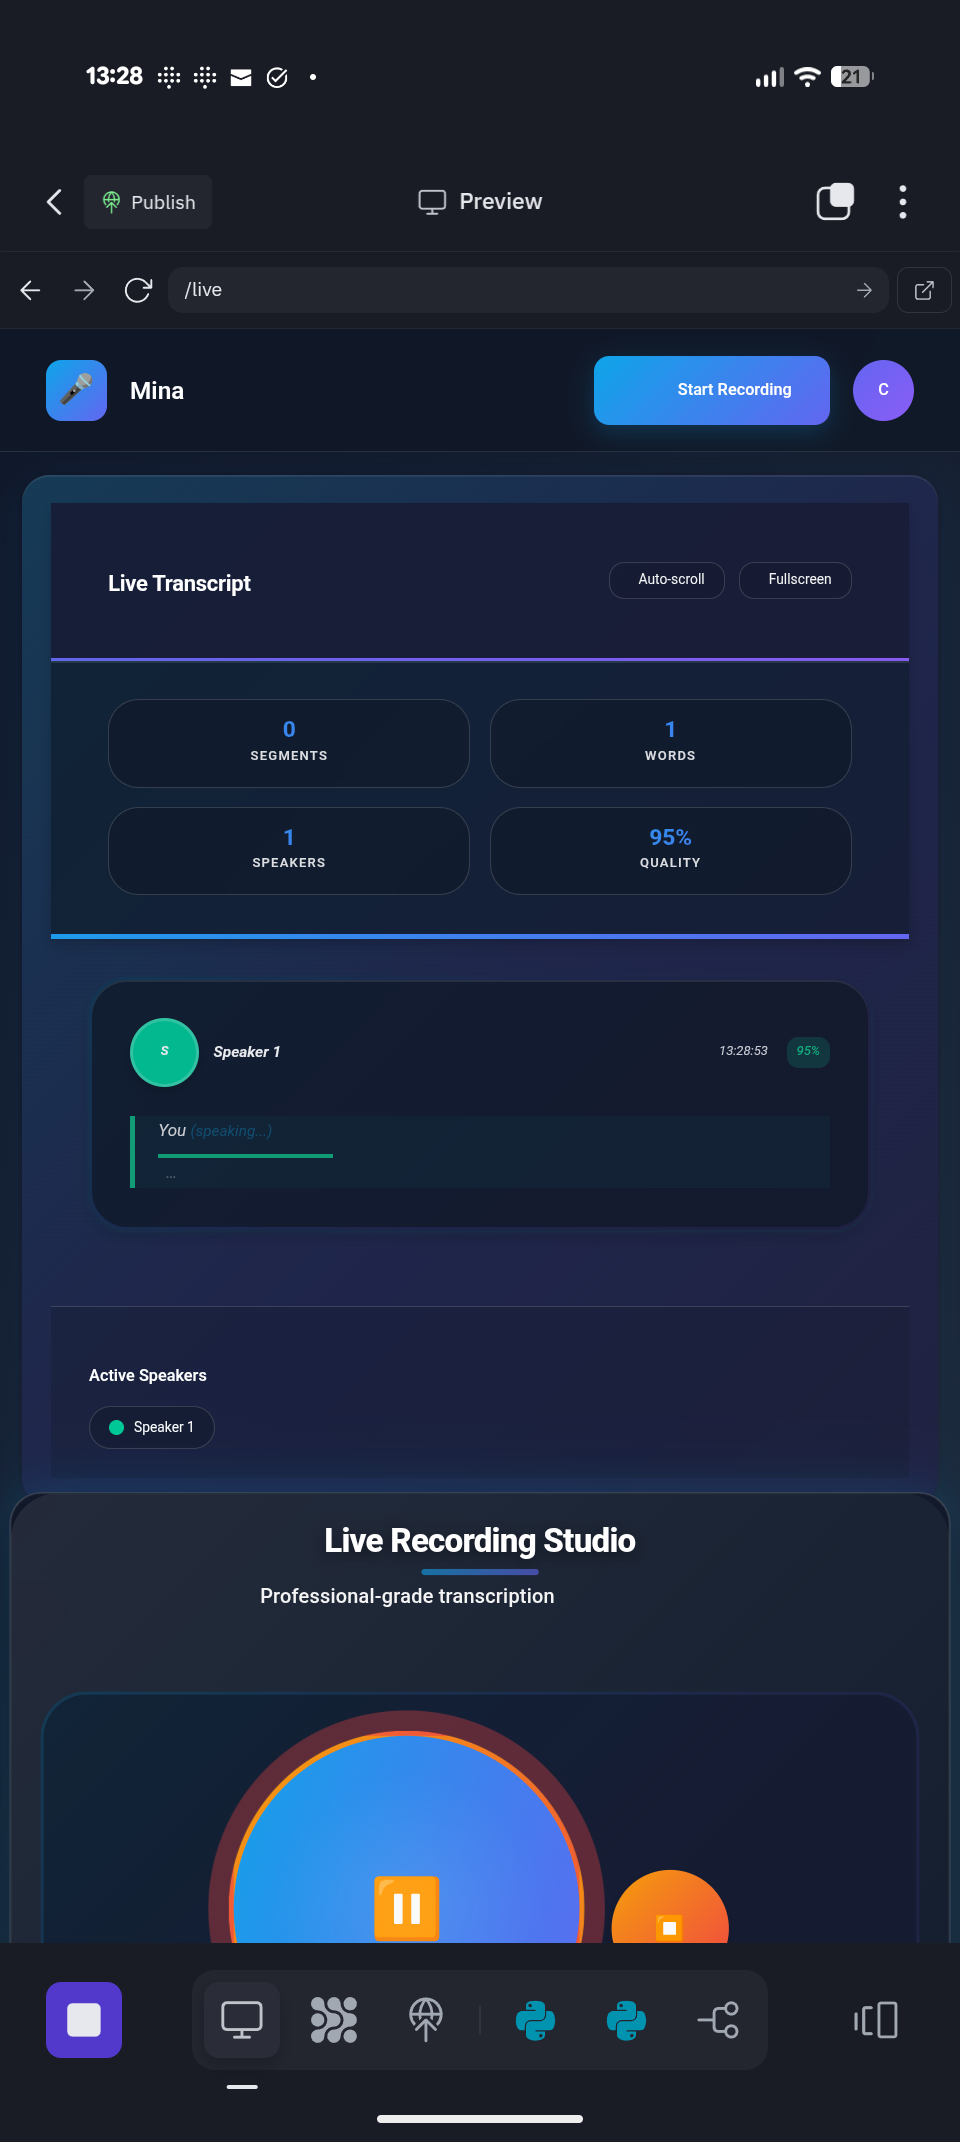 13:28
21
Publish
Preview
/live
Mina
Start Recording
C
Live Transcript
Auto-scroll
Fullscreen
0
SEGMENTS
1
WORDS
1
SPEAKERS
95%
QUALITY
S
Speaker 1
13:28:53
95%
You (speaking...)
...
Active Speakers
Speaker 1
Live Recording Studio
Professional-grade transcription